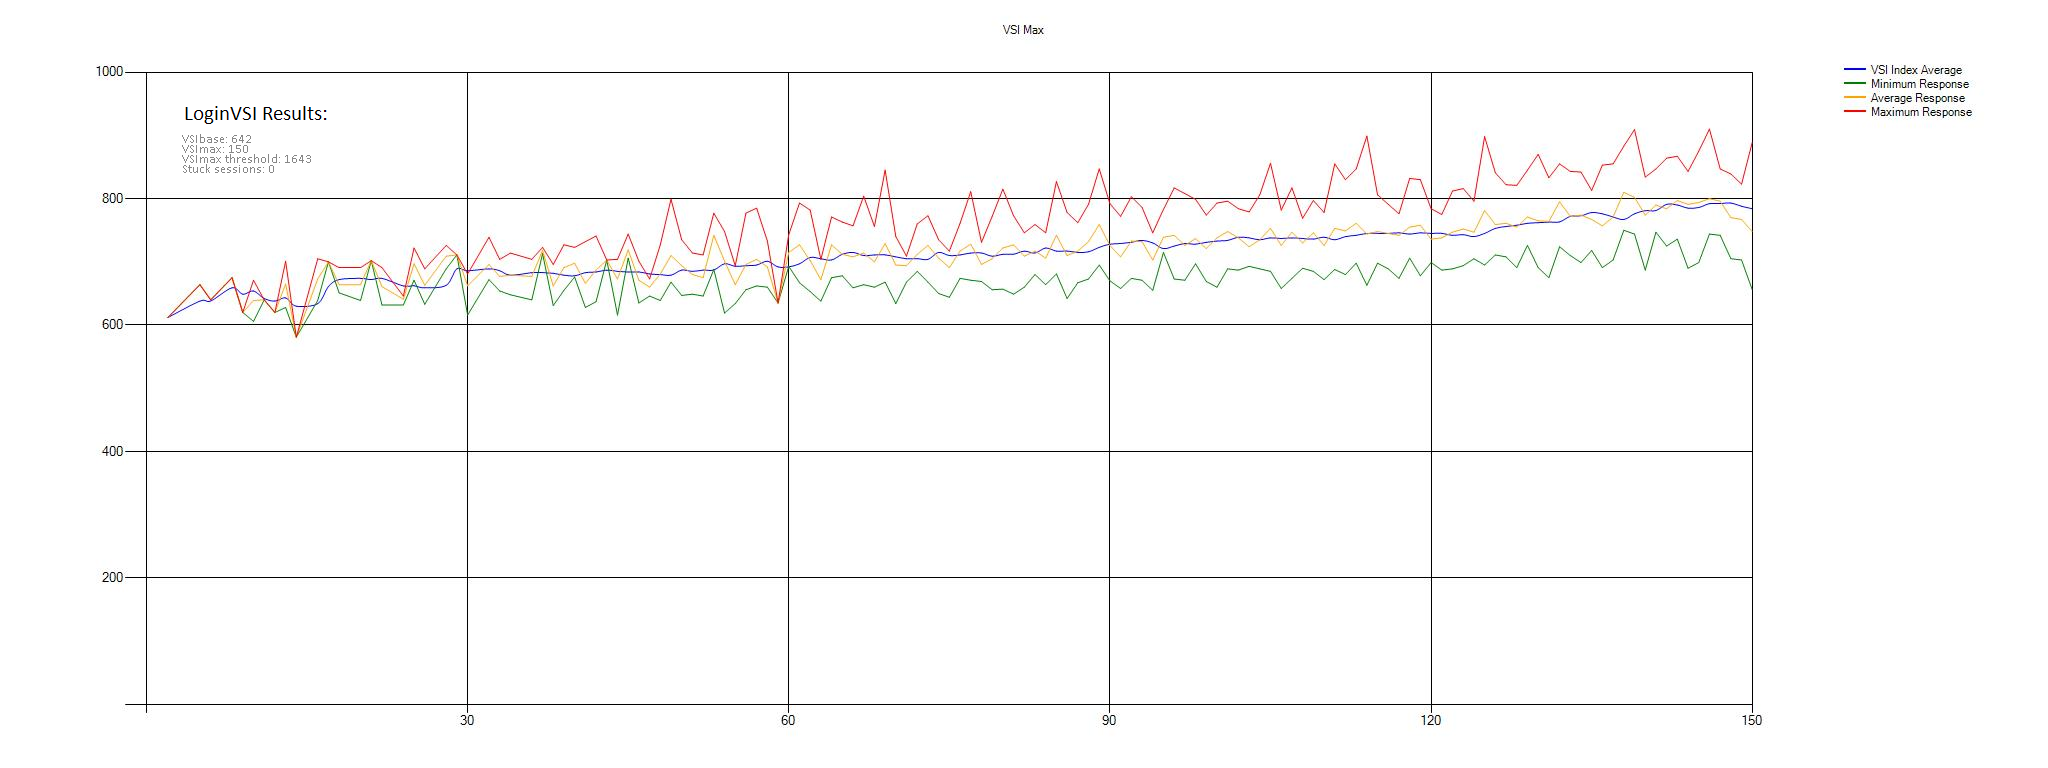 VSI Max
1000
800
600
400
200
LoginVSI Results:
VSIbase: 642
VSImax: 150
VSImax threshold: 1643
Stuck sessions: 0
VSI Index Average
Minimum Response
Average Response
Maximum Response
30 60 90 120 150